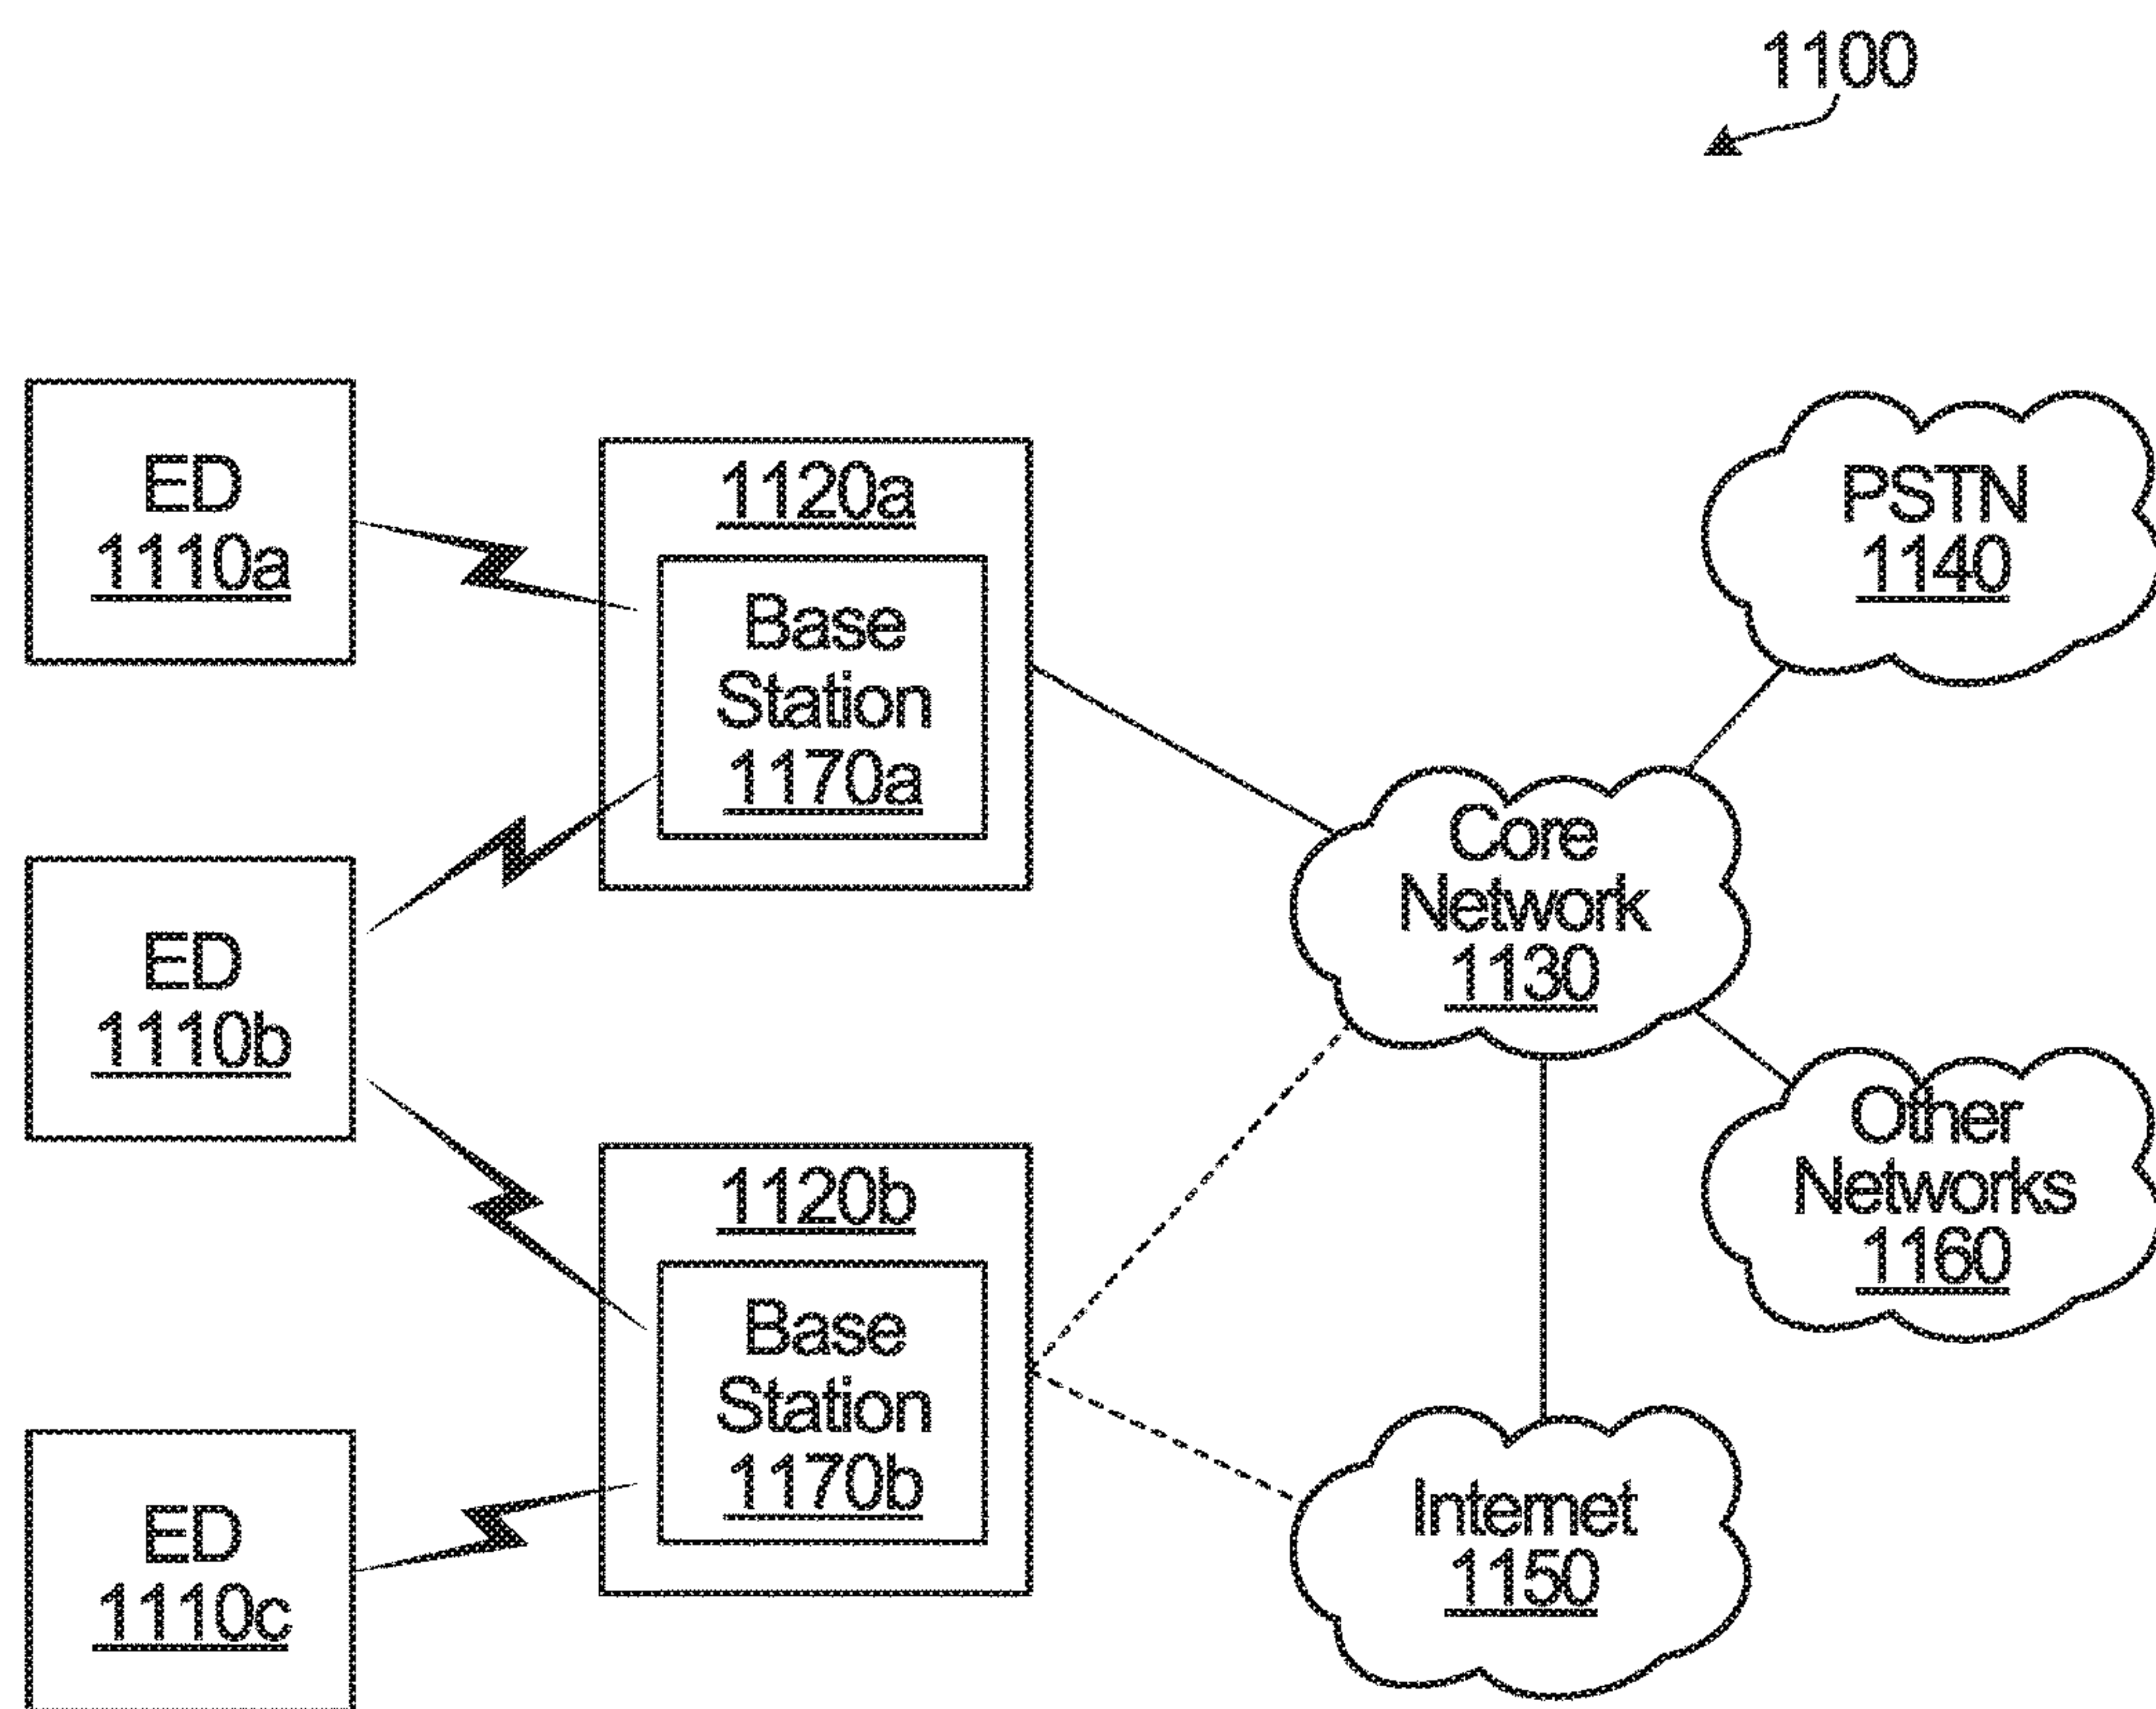 1100
ED
1110a
1120a
Base
Station
1170a
PSTN
1140
Core
Network
1130
ED
1110b
Other
Networks
1160
1120b
Base
Station
1170b
Internet
1150
ED
1110c